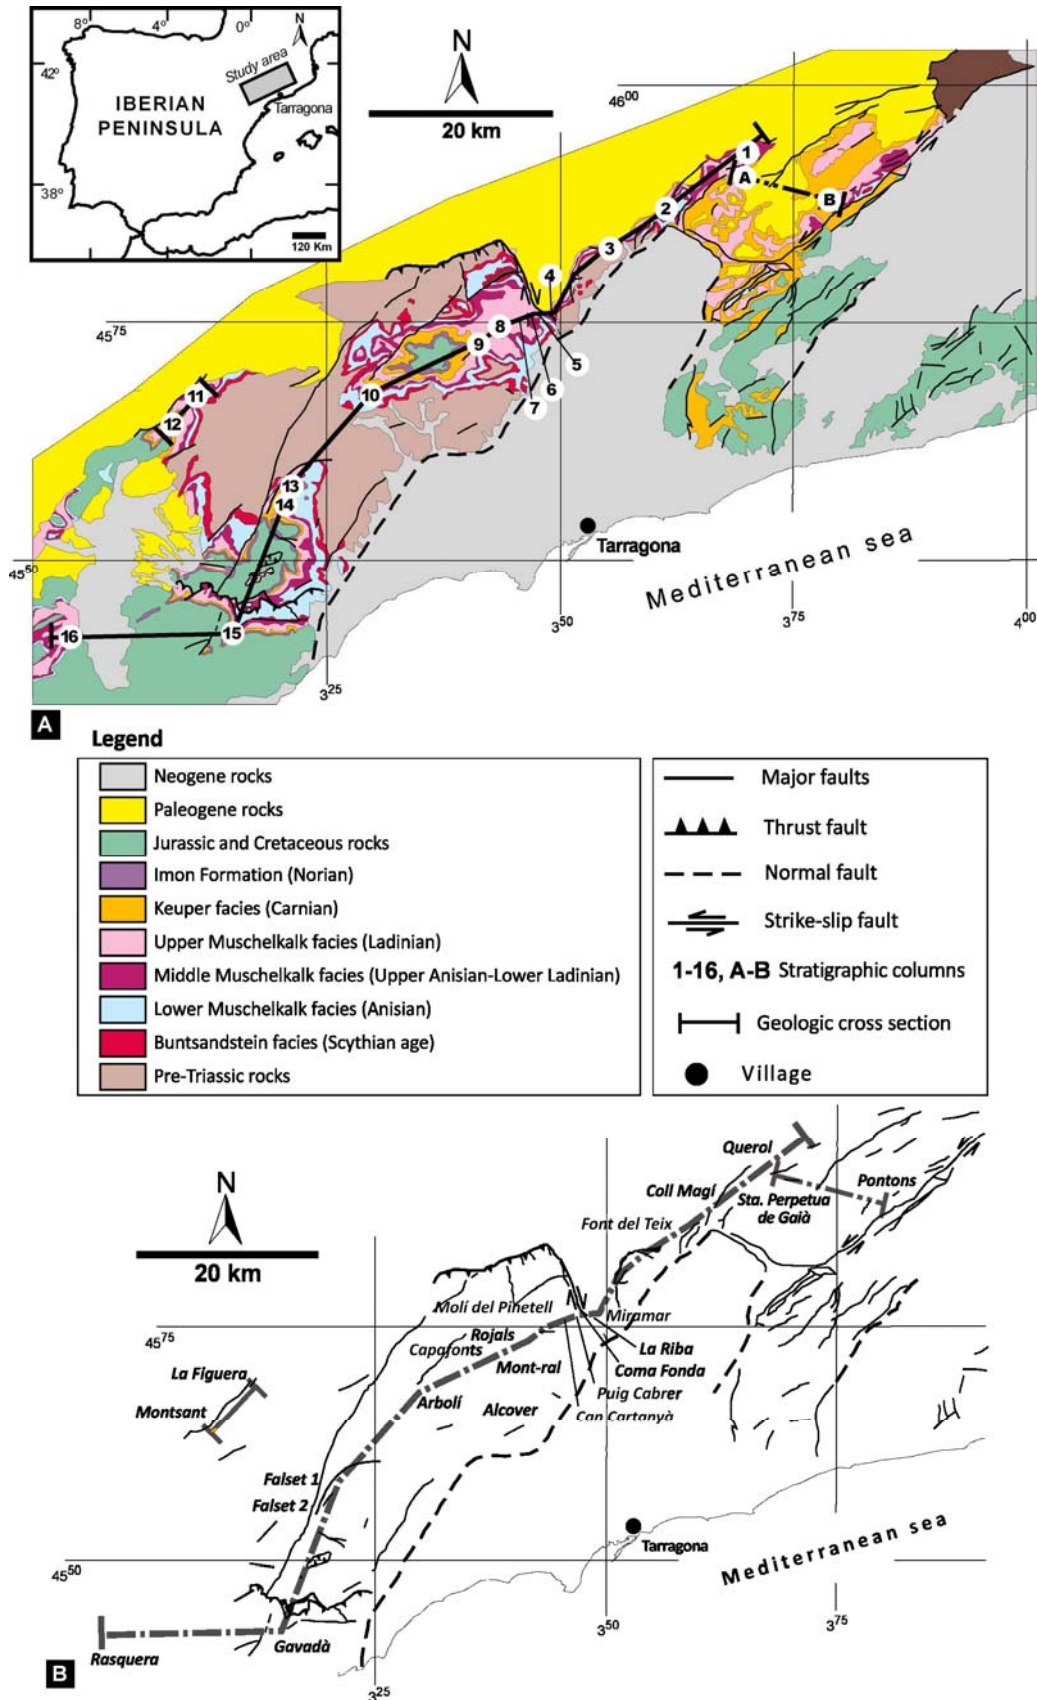 8º 4º 0º
N
42º
Study area
Tarragona
IBERIAN
PENINSULA
38º
120 Km
N
20 km
46⁰⁰
1
A
2
B
3
4
45⁷⁵
8
9
5
10
6
11
7
12
13
14
Tarragona
45⁵⁰
Mediterranean sea
16
15
3⁵⁰
3⁷⁵
4⁰⁰
3²⁵
A
Legend
Neogene rocks
Paleogene rocks
Jurassic and Cretaceous rocks
Imon Formation (Norian)
Keuper facies (Carnian)
Upper Muschelkalk facies (Ladinian)
Middle Muschelkalk facies (Upper Anisian-Lower Ladinian)
Lower Muschelkalk facies (Anisian)
Buntsandstein facies (Scythian age)
Pre-Triassic rocks
Major faults
Thrust fault
Normal fault
Strike-slip fault
1-16, A-B Stratigraphic columns
Geologic cross section
Village
N
20 km
Querol
Coll Magí
Pontons
Sta. Perpetua
de Gaià
Font del Teix
Molí del Pinetell
Miramar
45⁷⁵
Rojals
La Riba
Capafonts
Mont-ral
Coma Fonda
La Figuera
Puig Cabrer
Arbolí
Alcover
Montsant
Can Cartanyà
Falset 1
Falset 2
Tarragona
45⁵⁰
Mediterranean sea
3⁵⁰
3⁷⁵
Gavadà
Rasquera
3²⁵
B